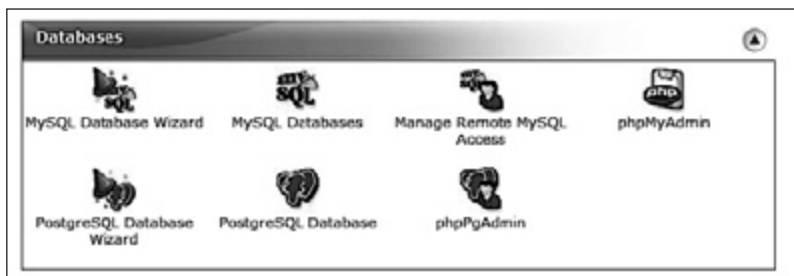 Databases
MySQL Database Wizard
MySQL Databases
Manage Remote MySQL
Access
phpMyAdmin
PostgreSQL Database
Wizard
PostgreSQL Database
phpPgAdmin